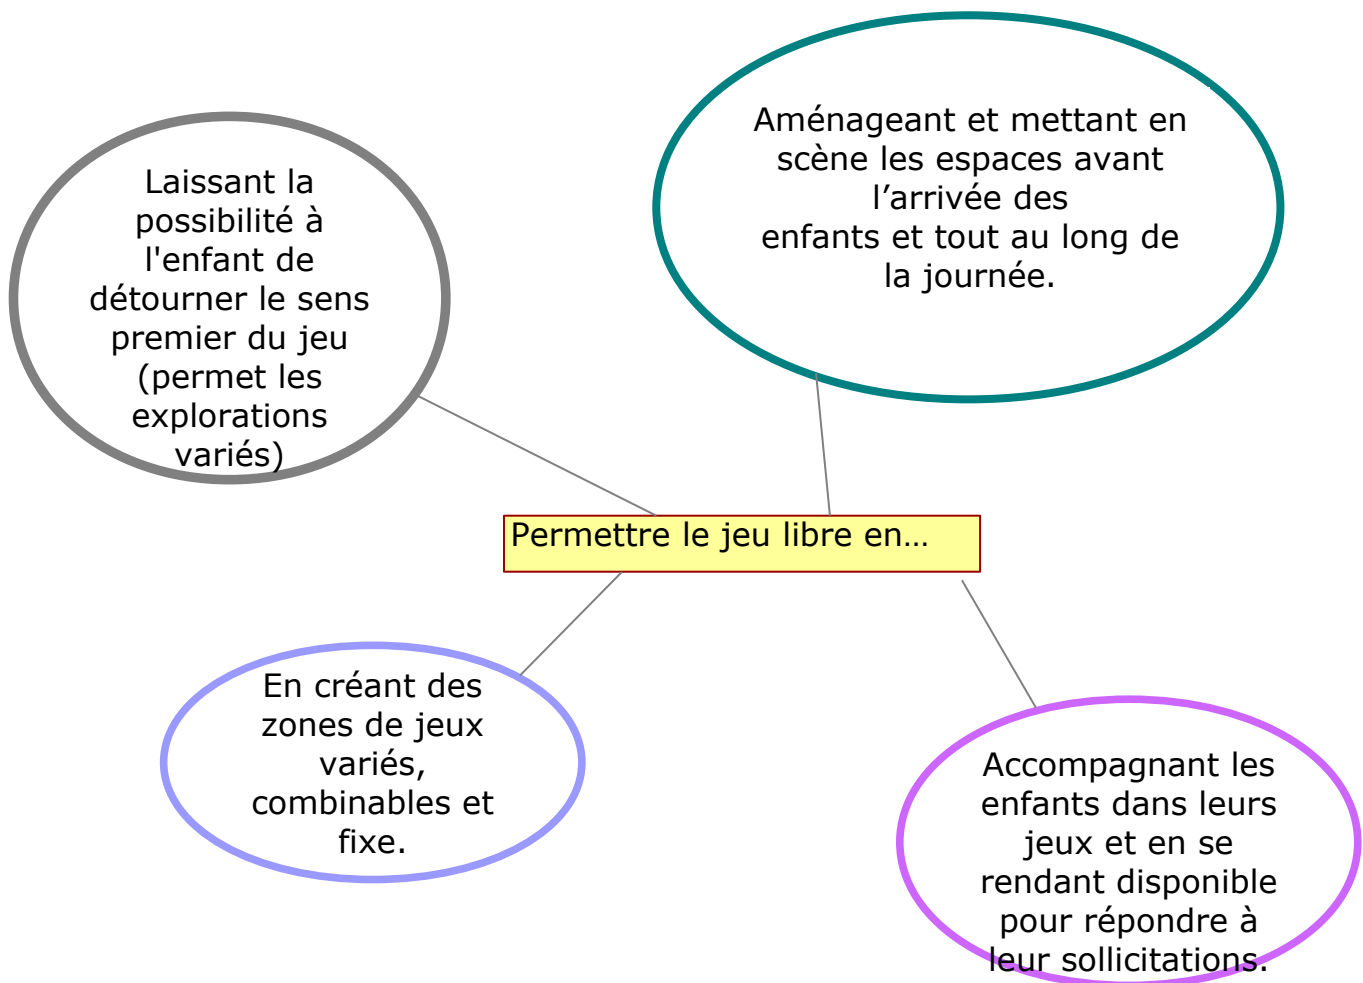 Aménageant et mettant en
scène les espaces avant
l’arrivée des
enfants et tout au long de
la journée.
Laissant la
possibilité à
l'enfant de
détourner le sens
premier du jeu
(permet les
explorations
variés)
Permettre le jeu libre en…
En créant des
zones de jeux
variés,
combinables et
fixe.
Accompagnant les
enfants dans leurs
jeux et en se
rendant disponible
pour répondre à
leur sollicitations.